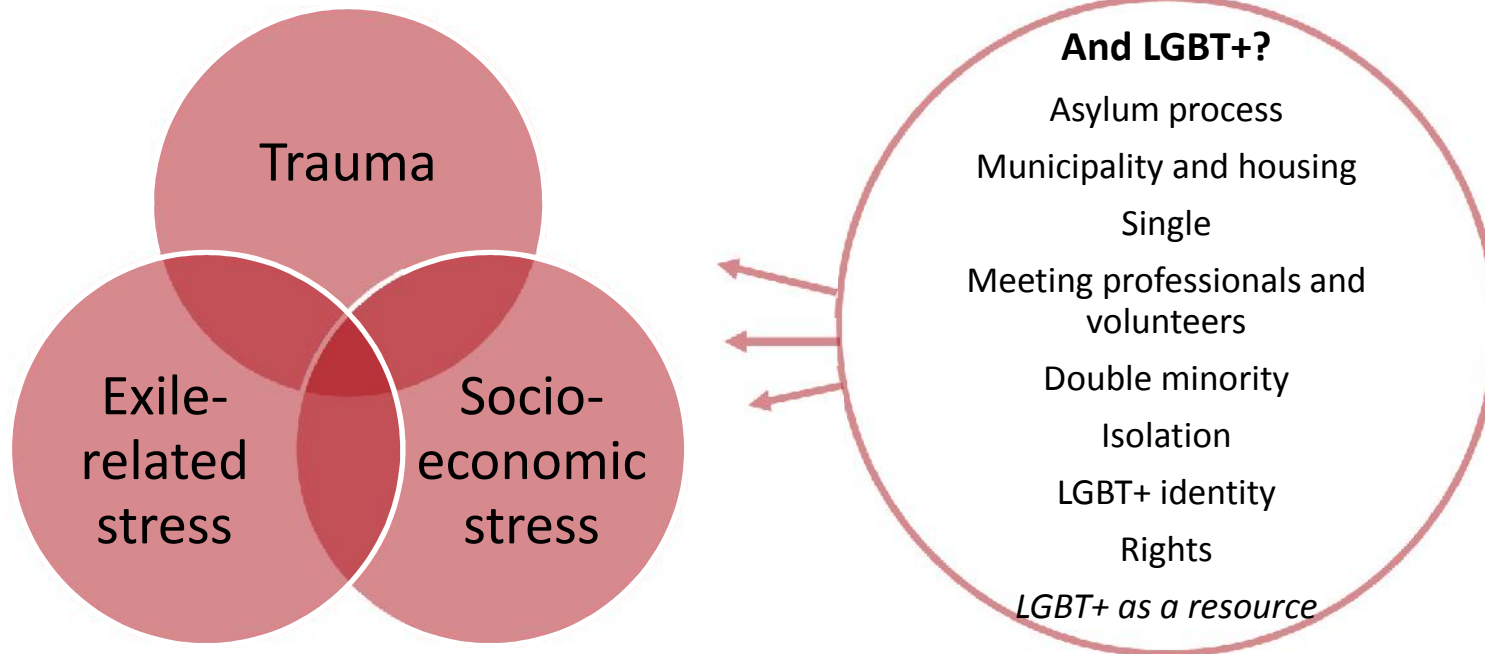 Trauma
Exile-
related
stress
Socio-
economic
stress
And LGBT+?
Asylum process
Municipality and housing
Single
Meeting professionals and
volunteers
Double minority
Isolation
LGBT+ identity
Rights
LGBT+ as a resource